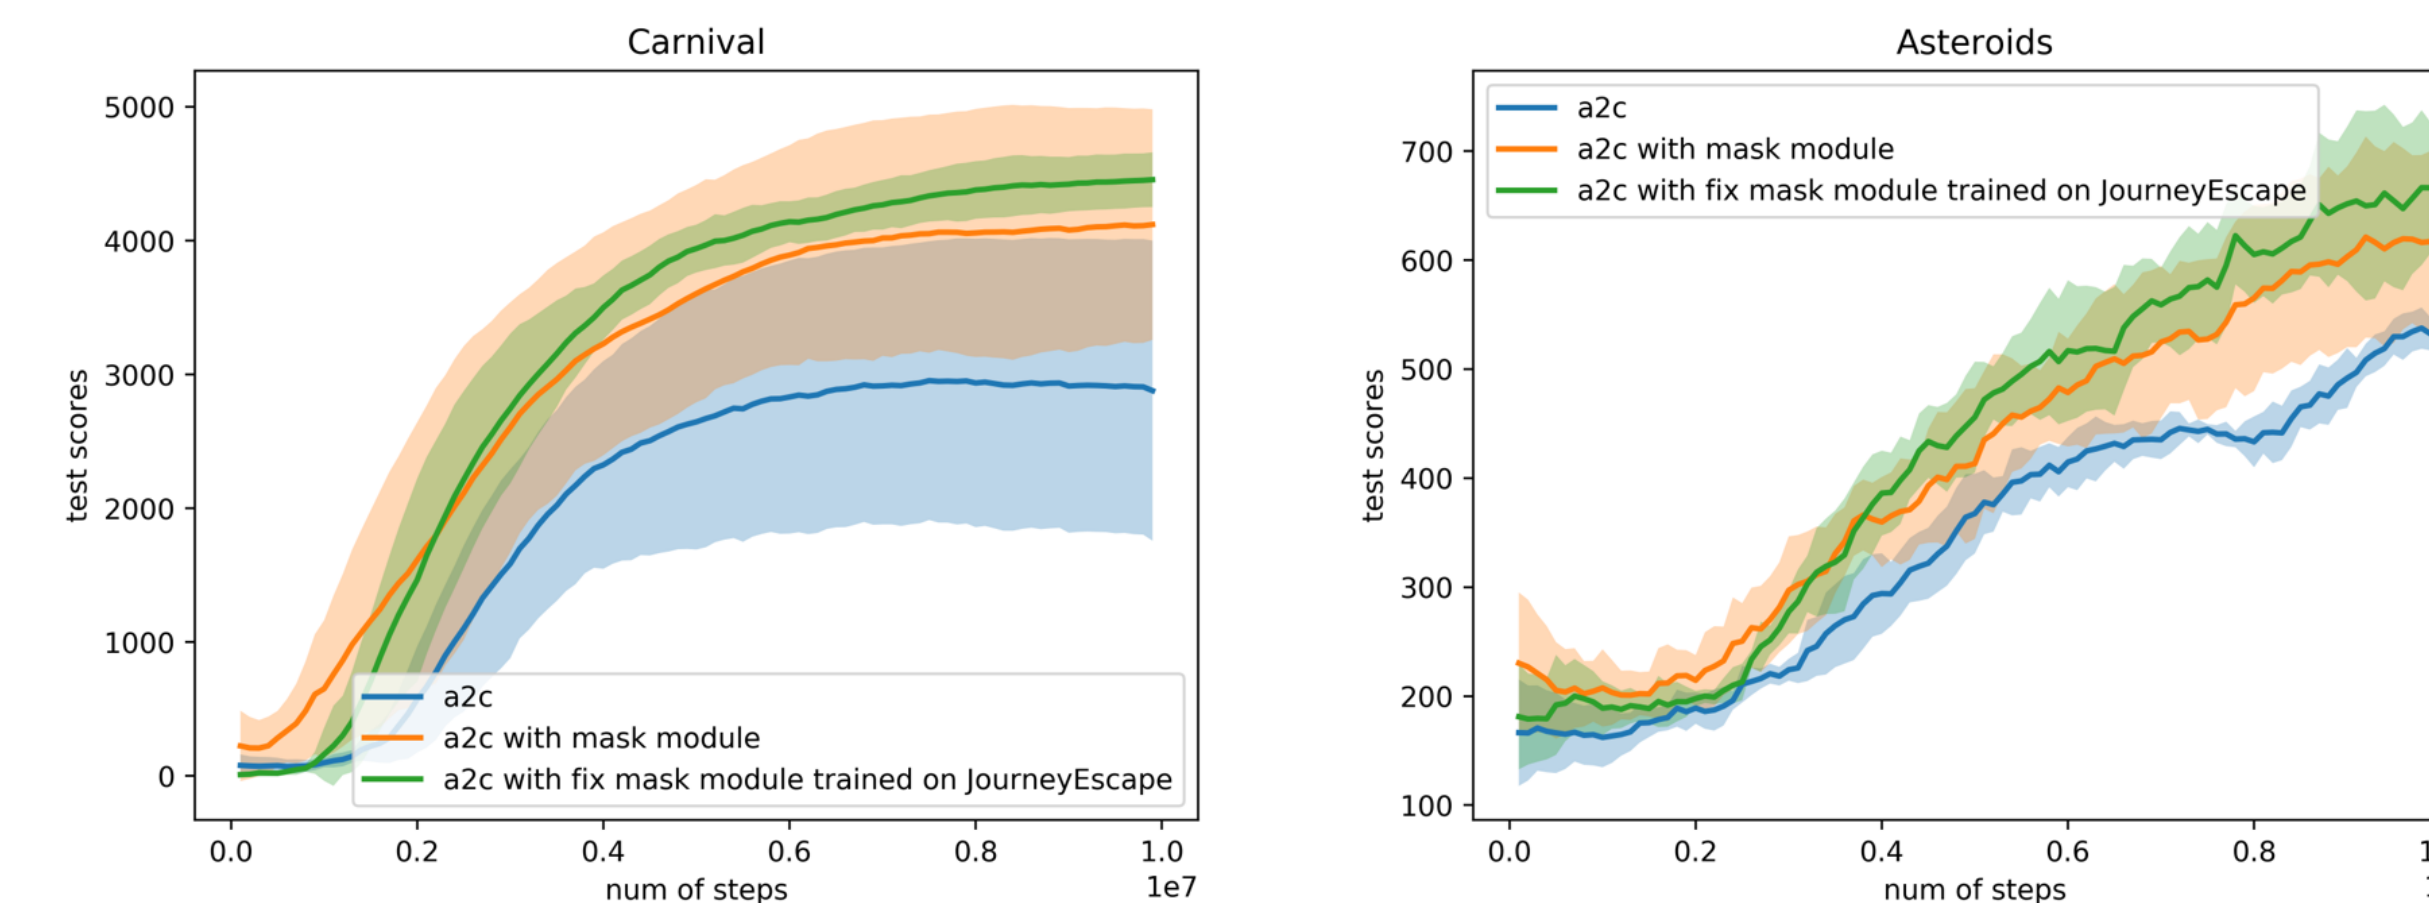 Carnival
5000
4000
3000
2000
1000
0
test scores
a2c
a2c with mask module
a2c with fix mask module trained on JourneyEscape
0.0 0.2 0.4 0.6 0.8 1.0
1e7
num of steps
Asteroids
700
600
500
400
300
200
100
test scores
a2c
a2c with mask module
a2c with fix mask module trained on JourneyEscape
0.0 0.2 0.4 0.6 0.8
num of steps